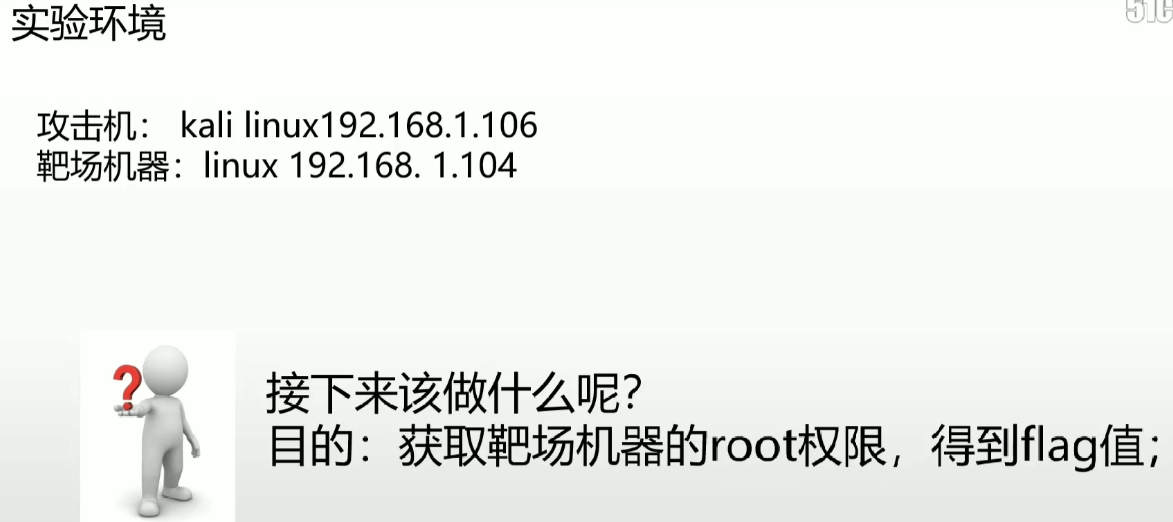 实验环境
攻击机： kali linux192.168.1.106
靶场机器：linux 192.168. 1.104
?
接下来该做什么呢？
目的：获取靶场机器的root权限，得到flag值；